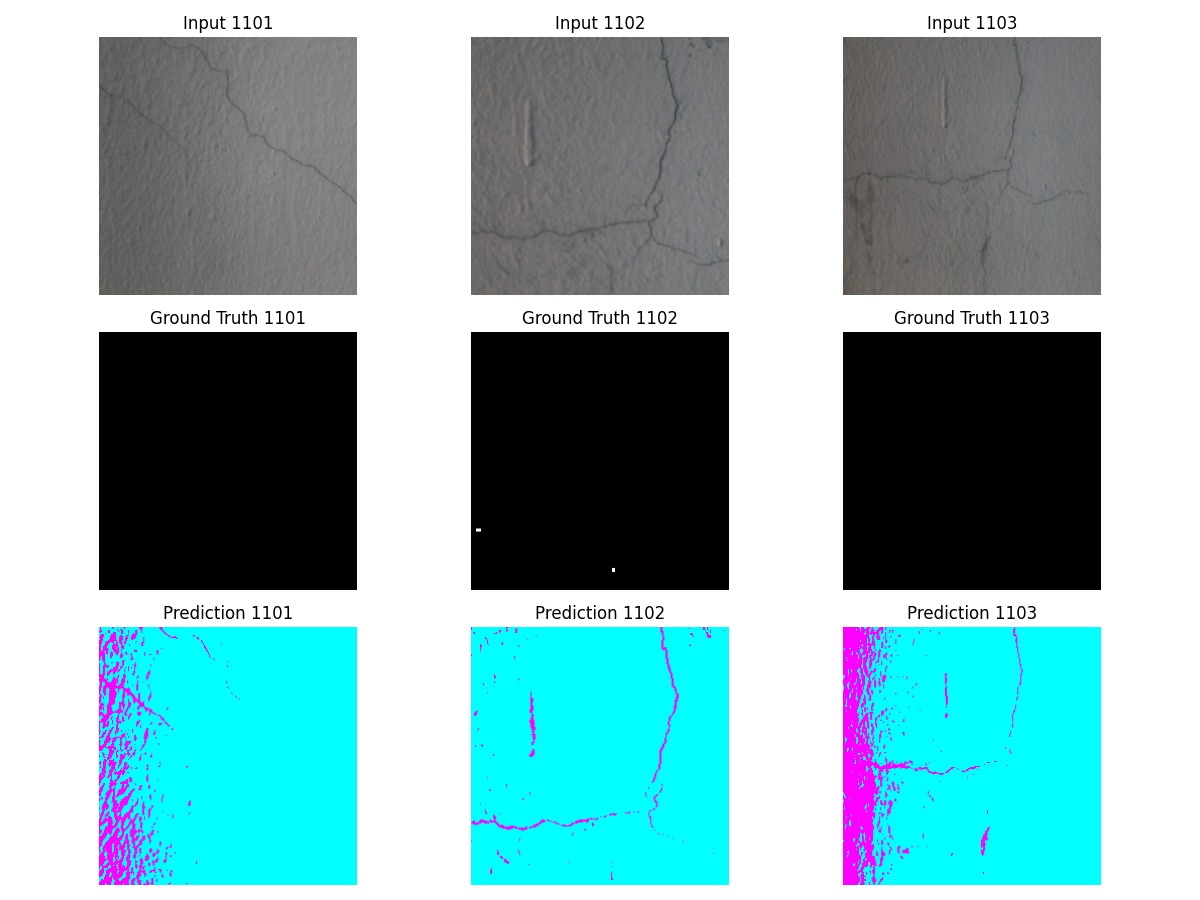 Input 1101
Input 1102
Input 1103
Ground Truth 1101
Ground Truth 1102
Ground Truth 1103
Prediction 1101
Prediction 1102
Prediction 1103